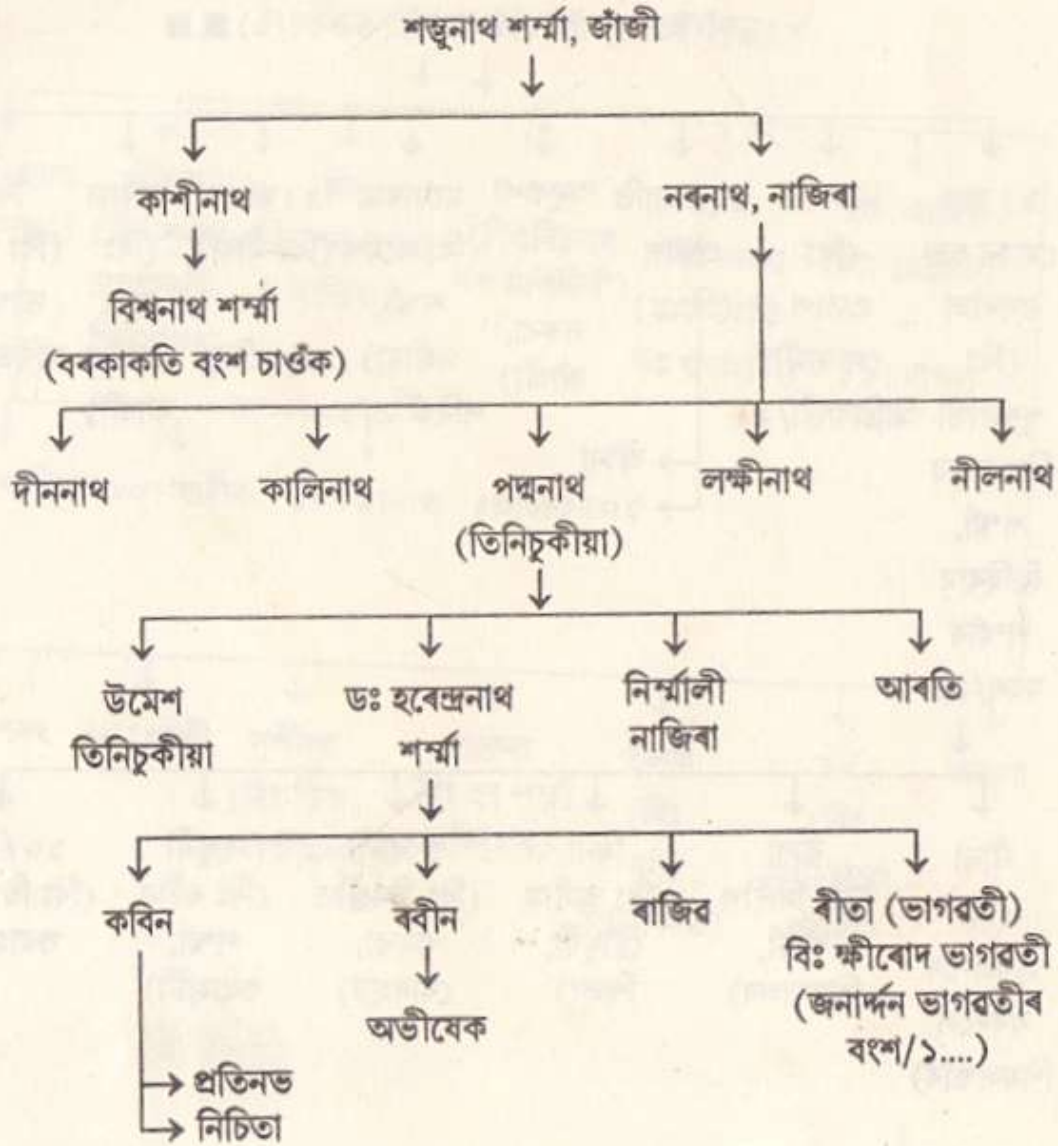 শম্ভুনাথ শৰ্ম্মা, জাঁজী
কাশীনাথ
নৰনাথ, নাজিৰা
বিশ্বনাথ শৰ্ম্মা
(বৰকাকতি বংশ চাওঁক)
দীননাথ
কালিনাথ
পদ্মনাথ
লক্ষীনাথ
নীলনাথ
(তিনিচুকীয়া)
উমেশ
ডঃ হৰেন্দ্ৰনাথ
নিৰ্ম্মালী
আৰতি
তিনিচুকীয়া
শৰ্ম্মা
নাজিৰা
কবিন
ৰবীন
ৰাজিৱ
ৰীতা (ভাগৱতী)
বিঃ ক্ষীৰোদ ভাগৱতী
(জনাৰ্দ্দন ভাগৱতীৰ
বংশ/১....)
অভীষেক
প্ৰতিনভ
নিচিতা